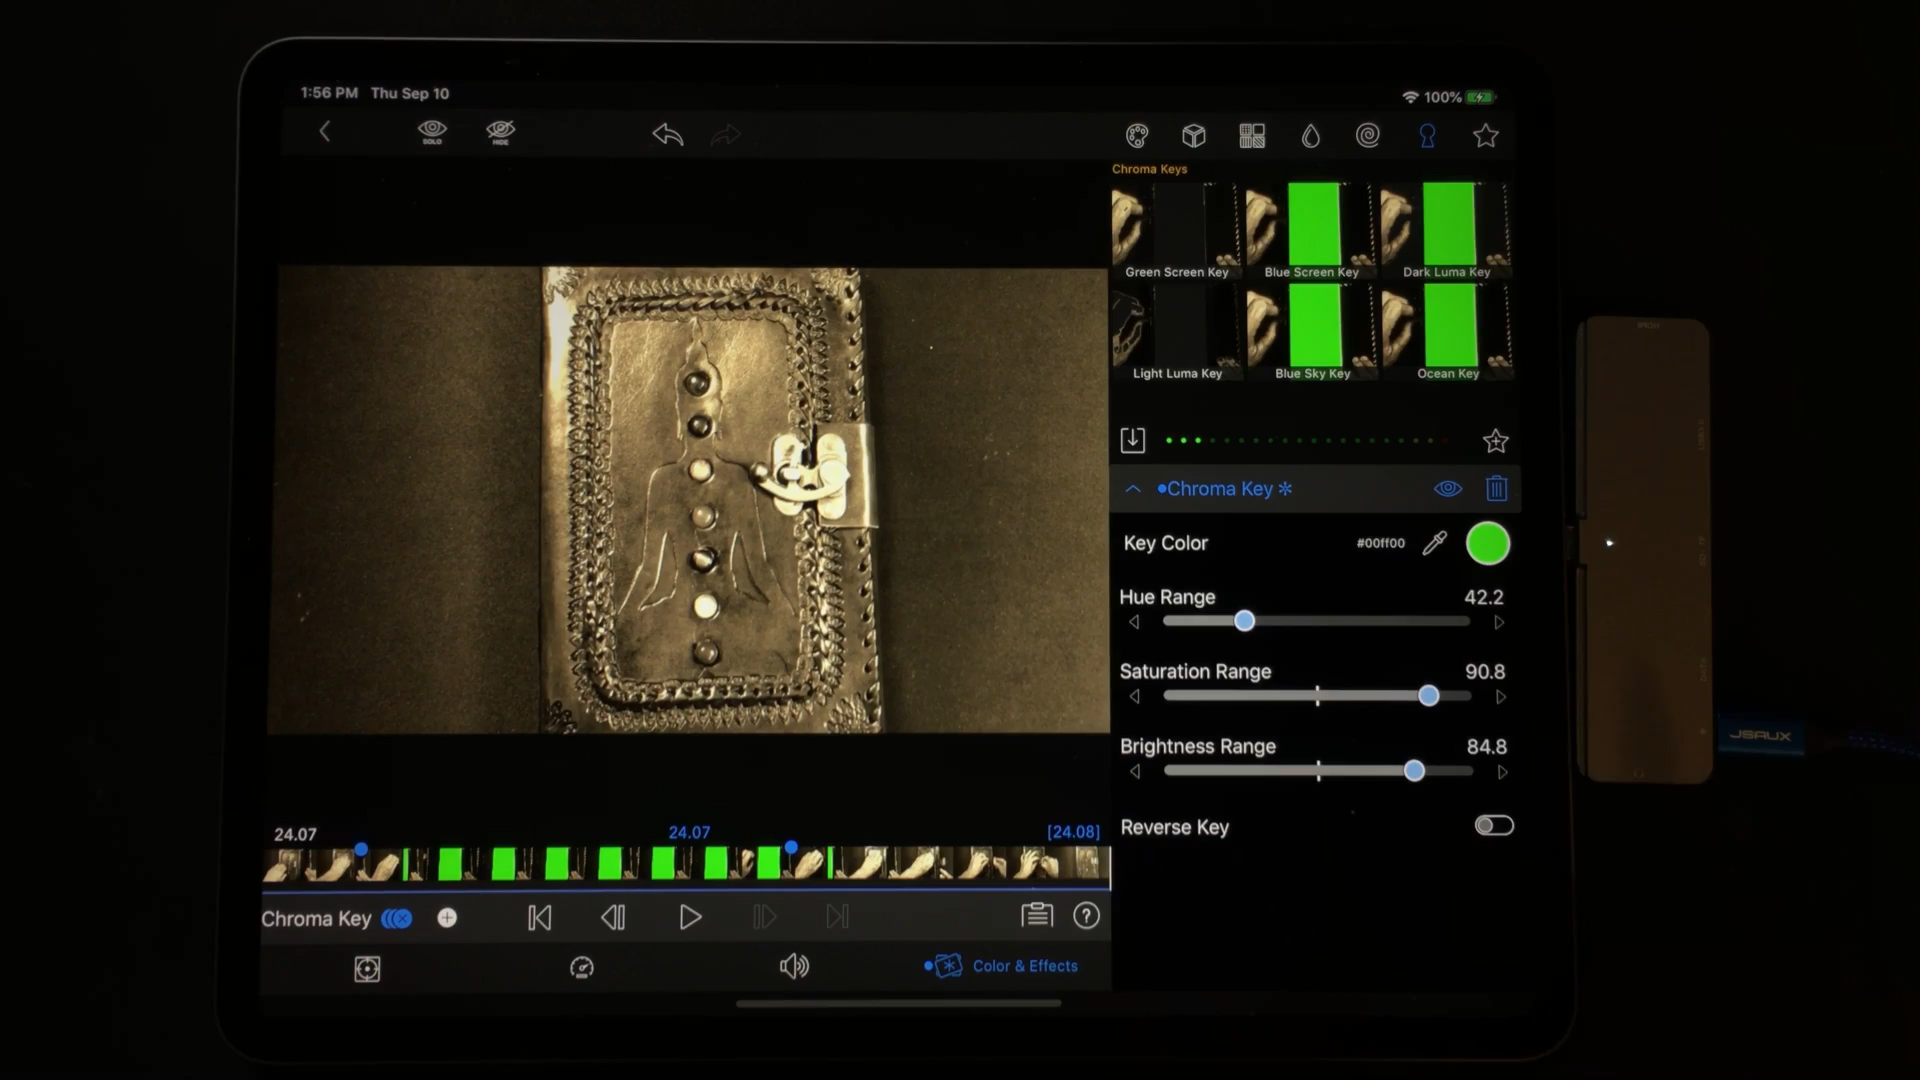 1:56 PM Thu Sep 10
100%
SOLO
HIDE
Chroma Keys
Green Screen Key
Blue Screen Key
Dark Luma Key
Light Luma Key
Blue Sky Key
Ocean Key
Chroma Key
Key Color
#00ff00
Hue Range
42.2
Saturation Range
90.8
Brightness Range
84.8
Reverse Key
24.07
24.07
[24.08]
Chroma Key
?
Color & Effects
JSAUX